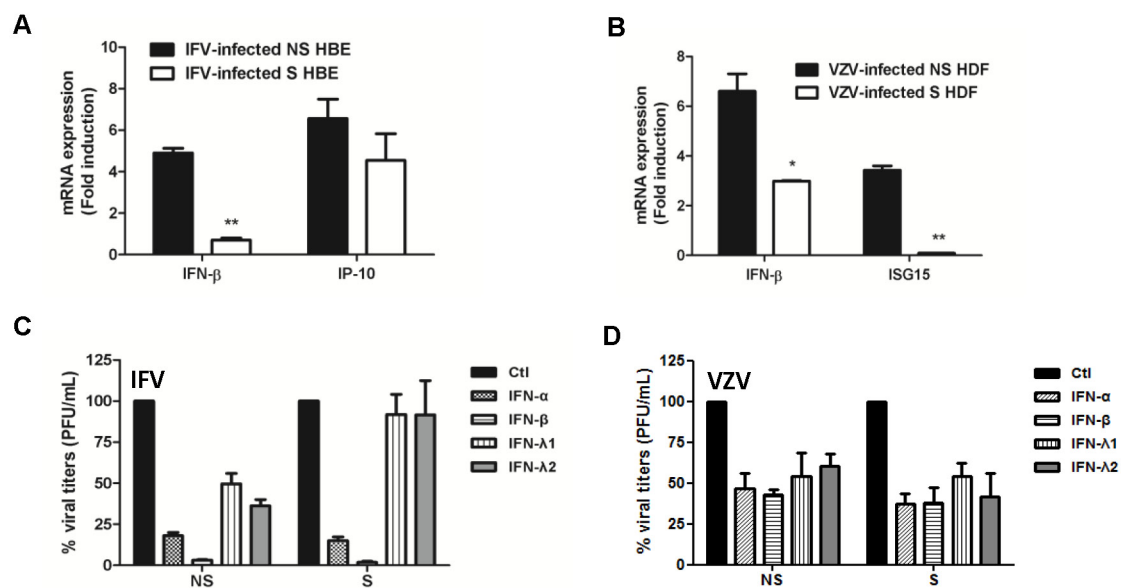 A
mRNA expression
(Fold induction)
10
8
6
4
2
0
IFV-infected NS HBE
IFV-infected S HBE
**
IFN-β
IP-10
B
mRNA expression
(Fold induction)
8
6
4
2
0
VZV-infected NS HDF
VZV-infected S HDF
*
**
IFN-β
ISG15
C
% viral titers (PFU/mL)
125
100
75
50
25
0
IFV
NS
S
Ctl
IFN-α
IFN-β
IFN-λ1
IFN-λ2
D
% viral titers (PFU/mL)
125
100
75
50
25
0
VZV
NS
S
Ctl
IFN-α
IFN-β
IFN-λ1
IFN-λ2